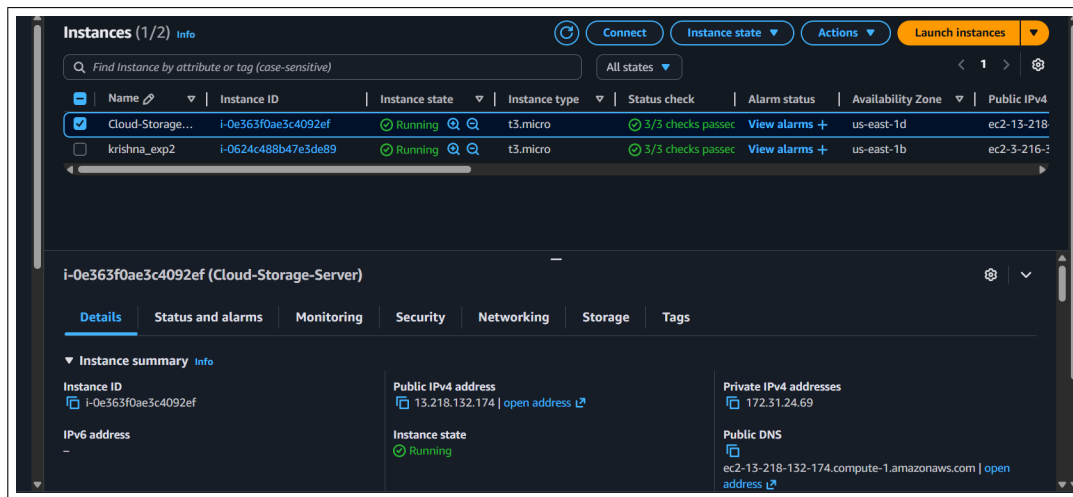 Instances (1/2) Info
Connect
Instance state
Actions
Launch instances
Find Instance by attribute or tag (case-sensitive)
All states
1
Name
Instance ID
Instance state
Instance type
Status check
Alarm status
Availability Zone
Public IPv4
Cloud-Storage... i-0e363f0ae3c4092ef Running t3.micro 3/3 checks passec View alarms + us-east-1d ec2-13-218-
krishna_exp2 i-0624c488b47e3de89 Running t3.micro 3/3 checks passec View alarms + us-east-1b ec2-3-216-3
i-0e363f0ae3c4092ef (Cloud-Storage-Server)
Details Status and alarms Monitoring Security Networking Storage Tags
Instance summary Info
Instance ID
i-0e363f0ae3c4092ef
Public IPv4 address
13.218.132.174 | open address
Private IPv4 addresses
172.31.24.69
IPv6 address
–
Instance state
Running
Public DNS
ec2-13-218-132-174.compute-1.amazonaws.com | open
address